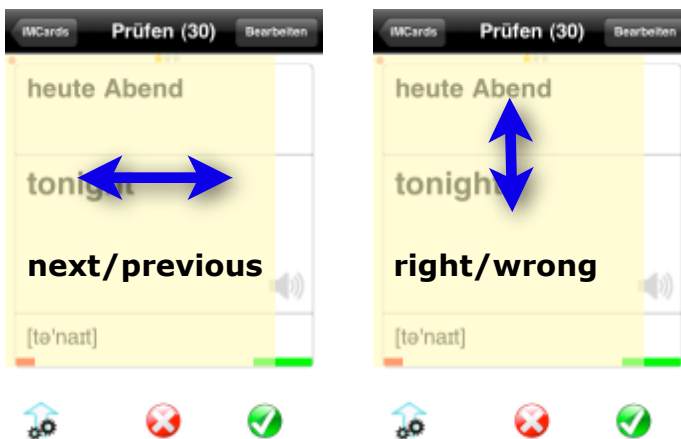 iMCards Prüfen (30) Bearbeiten
heute Abend
tonight
next/previous
[tə'naɪt]
iMCards Prüfen (30) Bearbeiten
heute Abend
tonight
right/wrong
[tə'naɪt]